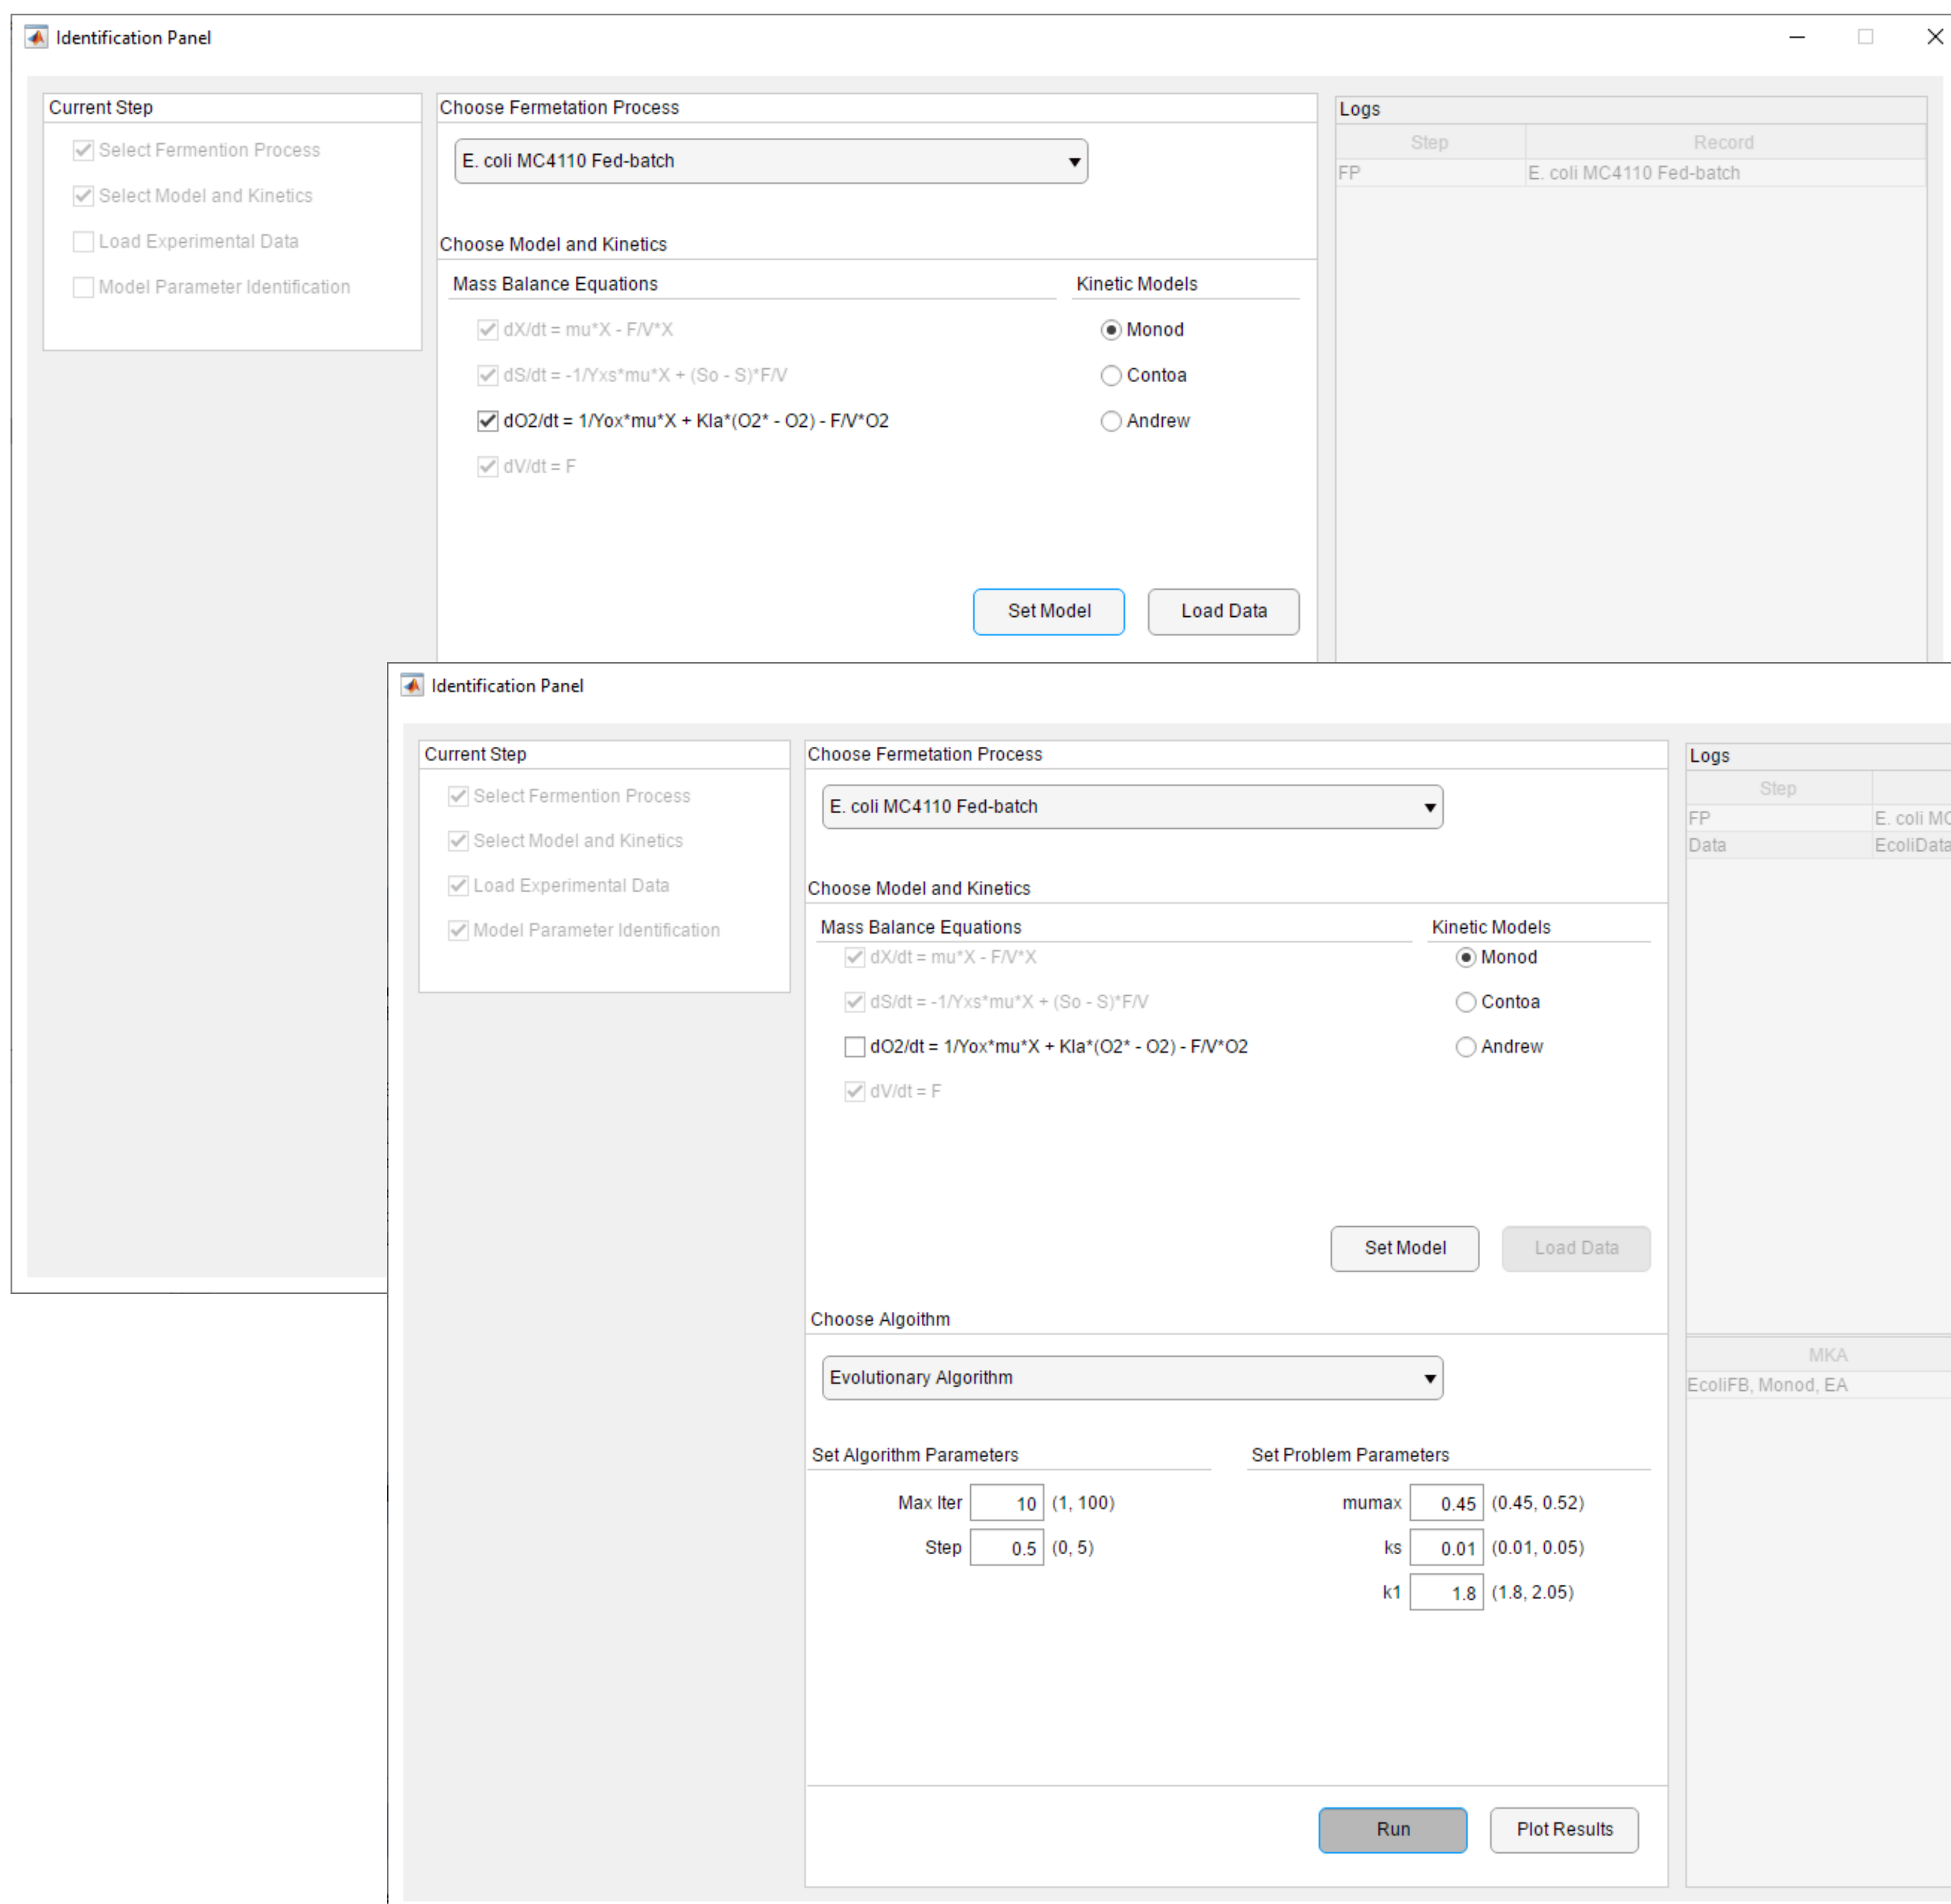 Identification Panel
Current Step
Select Fermention Process
Select Model and Kinetics
Load Experimental Data
Model Parameter Identification
Choose Fermetation Process
E. coli MC4110 Fed-batch
Choose Model and Kinetics
Mass Balance Equations
dX/dt = mu*X - F/V*X
dS/dt = -1/Yxs*mu*X + (So - S)*F/V
dO2/dt = 1/Yox*mu*X + Kla*(O2* - O2) - F/V*O2
dV/dt = F
Kinetic Models
Monod
Contoa
Andrew
Set Model Load Data
Logs
Step Record
FP E. coli MC4110 Fed-batch
Identification Panel
Current Step
Select Fermention Process
Select Model and Kinetics
Load Experimental Data
Model Parameter Identification
Choose Fermetation Process
E. coli MC4110 Fed-batch
Choose Model and Kinetics
Mass Balance Equations
dX/dt = mu*X - F/V*X
dS/dt = -1/Yxs*mu*X + (So - S)*F/V
dO2/dt = 1/Yox*mu*X + Kla*(O2* - O2) - F/V*O2
dV/dt = F
Kinetic Models
Monod
Contoa
Andrew
Set Model Load Data
Choose Algoithm
Evolutionary Algorithm
Set Algorithm Parameters
Max Iter 10 (1, 100)
Step 0.5 (0, 5)
Set Problem Parameters
mumax 0.45 (0.45, 0.52)
ks 0.01 (0.01, 0.05)
k1 1.8 (1.8, 2.05)
Run Plot Results
Logs
Step
FP E. coli MC
Data EcoliData
MKA
EcoliFB, Monod, EA